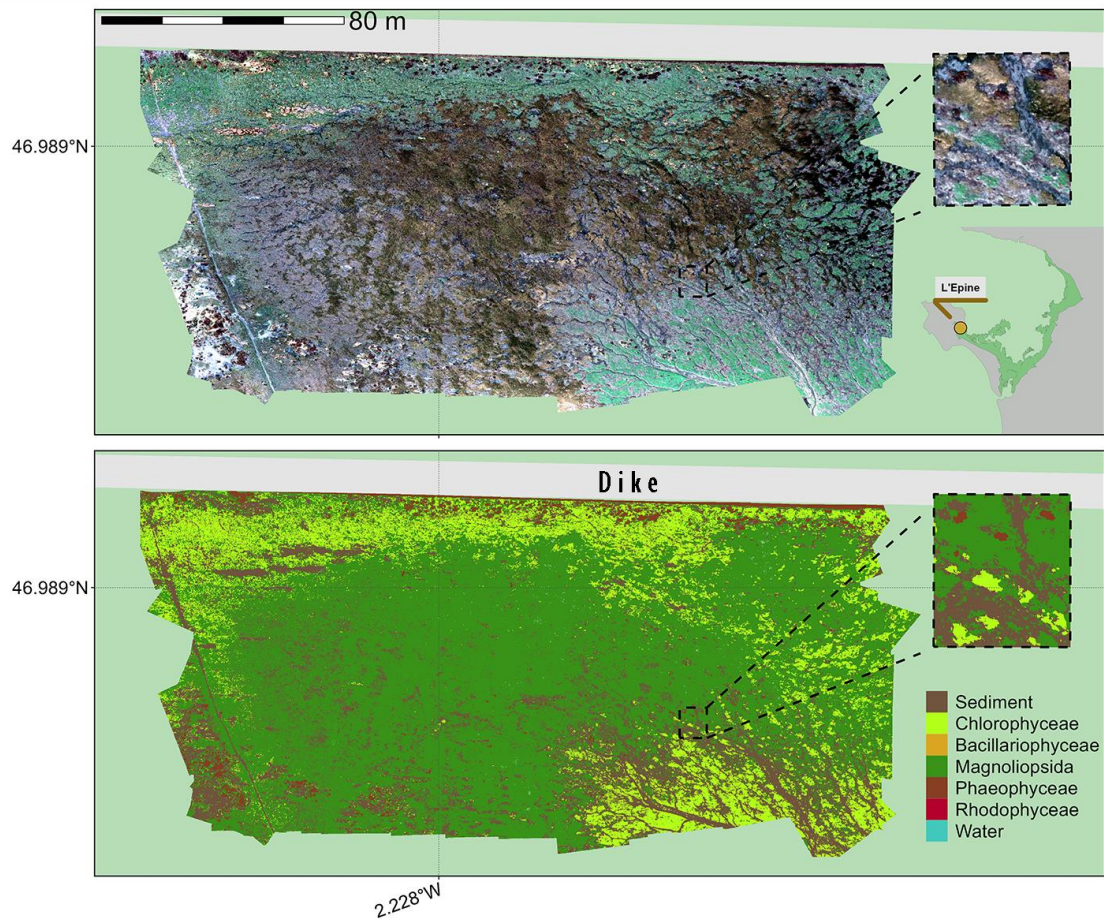 80 m
46.989°N
L'Epine
Dike
46.989°N
Sediment
Chlorophyceae
Bacillariophyceae
Magnoliopsida
Phaeophyceae
Rhodophyceae
Water
2.228°W